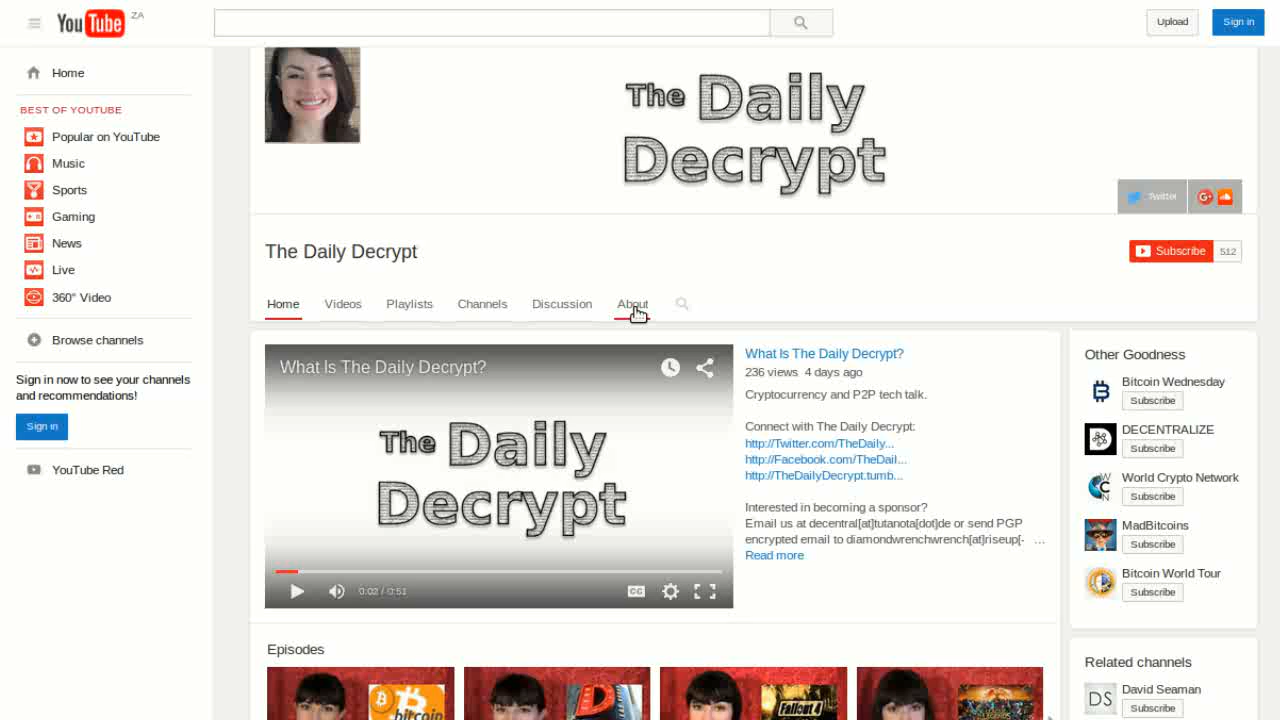 YouTube ZA
Upload
Sign in
Home
BEST OF YOUTUBE
Popular on YouTube
Music
Sports
Gaming
News
Live
360° Video
Browse channels
Sign in now to see your channels
and recommendations!
Sign in
YouTube Red
The Daily
Decrypt
Twitter
The Daily Decrypt
Subscribe 512
Home Videos Playlists Channels Discussion About
What Is The Daily Decrypt?
The Daily
Decrypt
0:02 / 0:51
CC
What Is The Daily Decrypt?
236 views 4 days ago
Cryptocurrency and P2P tech talk.
Connect with The Daily Decrypt:
http://Twitter.com/TheDaily...
http://Facebook.com/TheDail...
http://TheDailyDecrypt.tumb...
Interested in becoming a sponsor?
Email us at decentral[at]tutanota[dot]de or send PGP
encrypted email to diamondwrenchwrench[at]riseup[- ...
Read more
Episodes
bitcoin
Fallout 4
Other Goodness
Bitcoin Wednesday
Subscribe
DECENTRALIZE
Subscribe
WCN
World Crypto Network
Subscribe
MadBitcoins
Subscribe
Bitcoin World Tour
Subscribe
Related channels
DS
David Seaman
Subscribe